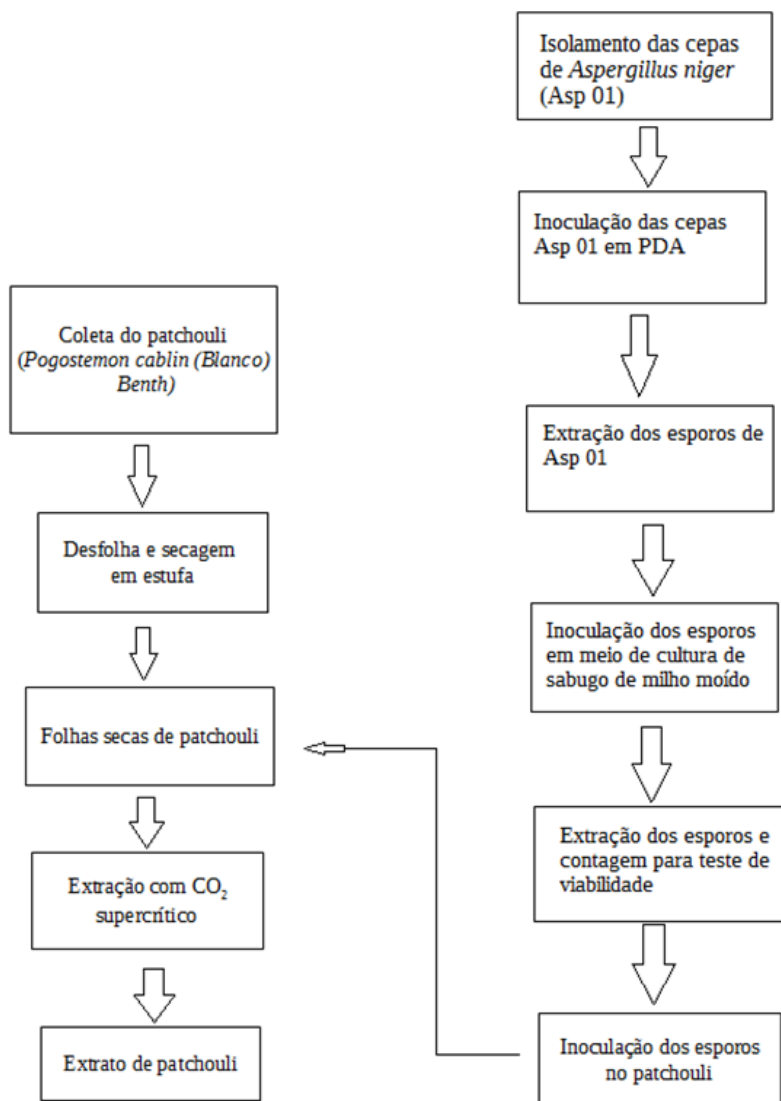 Isolamento das cepas
de Aspergillus niger
(Asp 01)
Inoculação das cepas
Asp 01 em PDA
Extração dos esporos de
Asp 01
Inoculação dos esporos
em meio de cultura de
sabugo de milho moído
Extração dos esporos e
contagem para teste de
viabilidade
Inoculação dos esporos
no patchouli
Coleta do patchouli
(Pogostemon cablin (Blanco)
Benth)
Desfolha e secagem
em estufa
Folhas secas de patchouli
Extração com CO₂
supercrítico
Extrato de patchouli